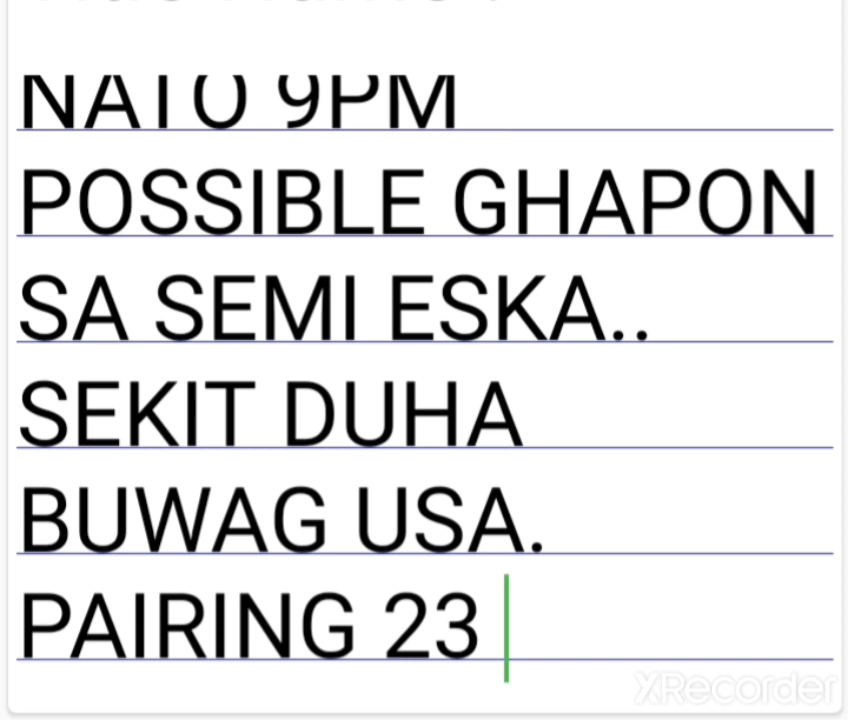 NATO 9PM
POSSIBLE GHAPON
SA SEMI ESKA..
SEKIT DUHA
BUWAG USA.
PAIRING 23
XRecorder